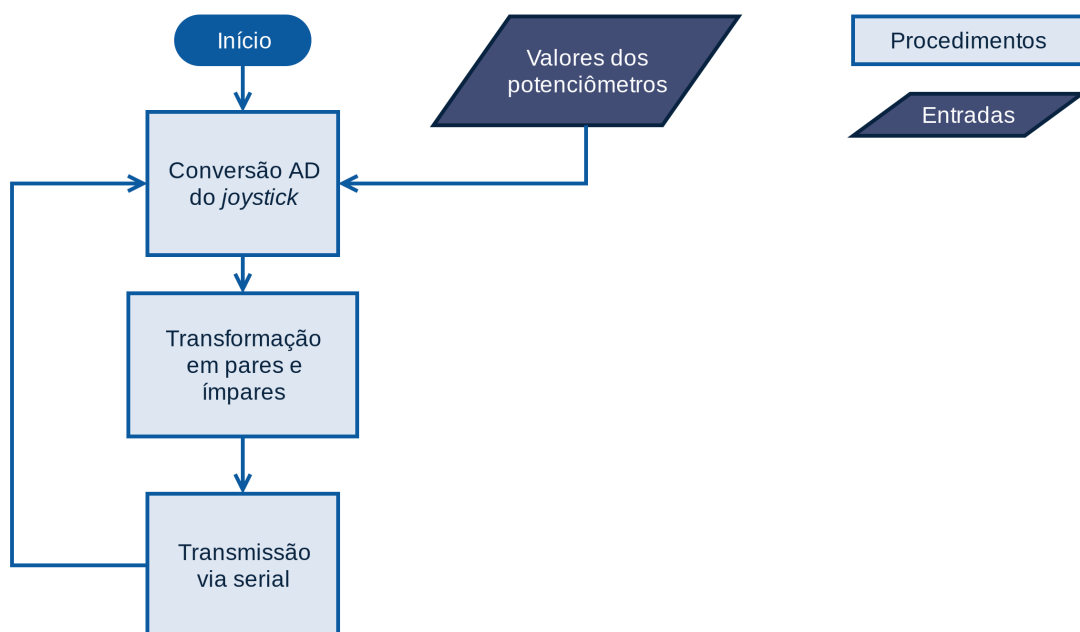 Início
Valores dos
potenciômetros
Procedimentos
Entradas
Conversão AD
do joystick
Transformação
em pares e
ímpares
Transmissão
via serial